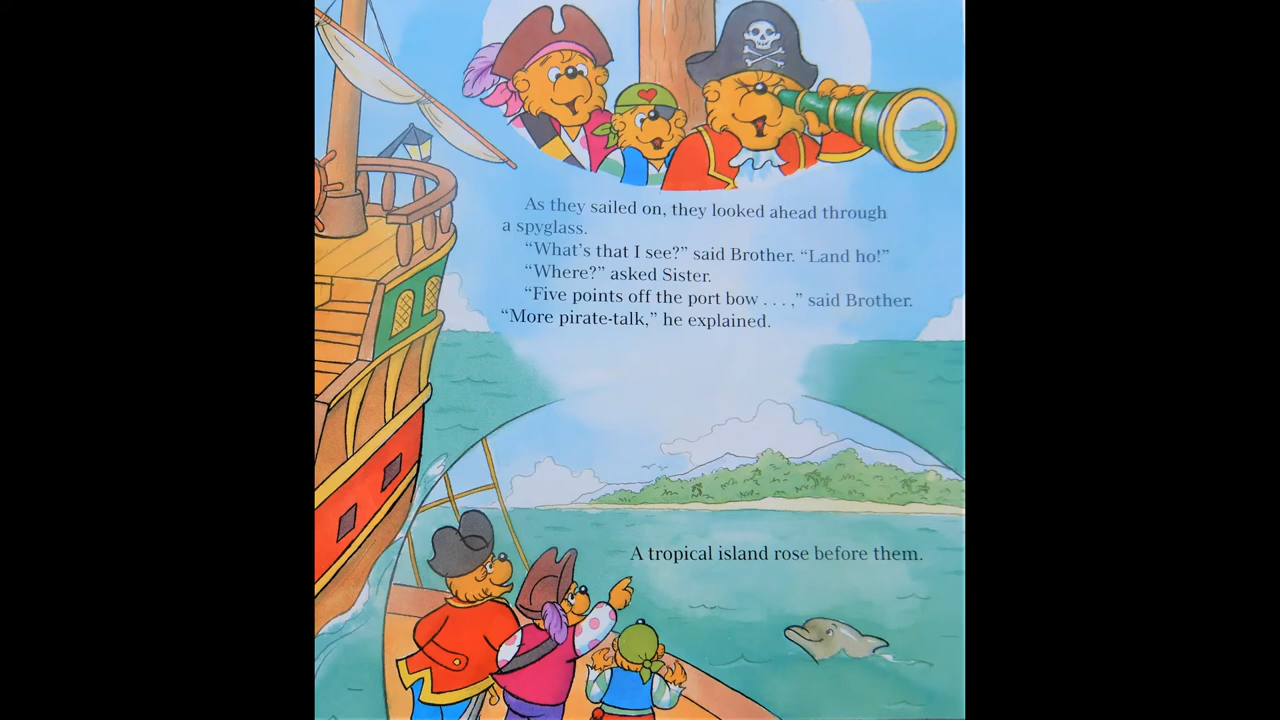 As they sailed on, they looked ahead through
a spyglass.
“What’s that I see?” said Brother. “Land ho!”
“Where?” asked Sister.
“Five points off the port bow . . . ,” said Brother.
“More pirate-talk,” he explained.
A tropical island rose before them.